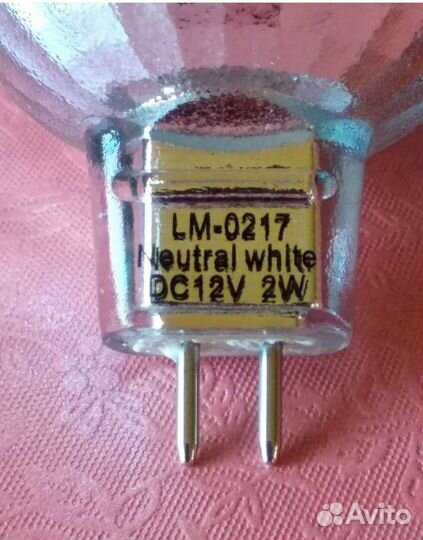 LM-0217
Neutral white
DC12V 2W
Avito